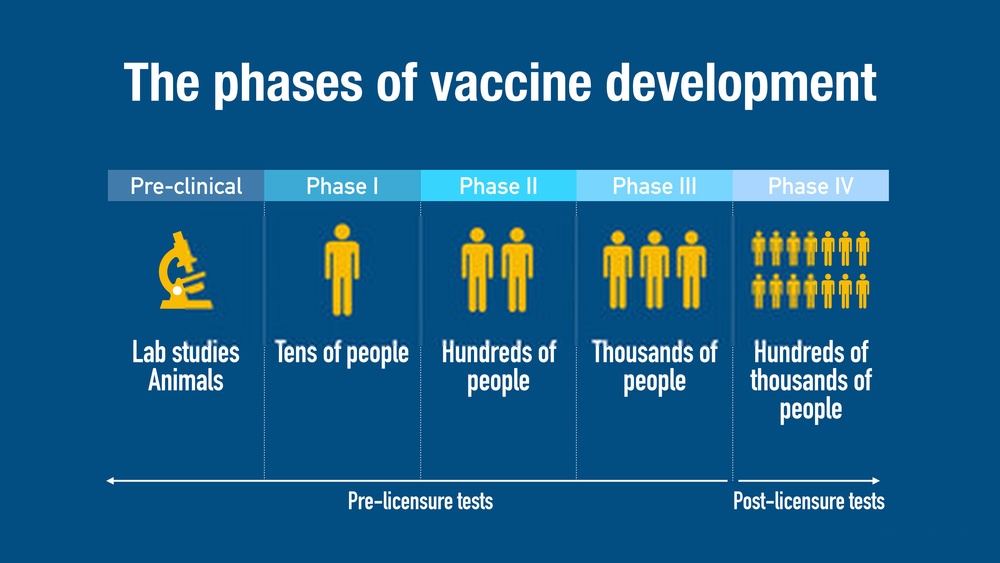 The phases of vaccine development
Pre-clinical
Phase I
Phase II
Phase III
Phase IV
Lab studies
Animals
Tens of people
Hundreds of
people
Thousands of
people
Hundreds of
thousands of
people
Pre-licensure tests
Post-licensure tests